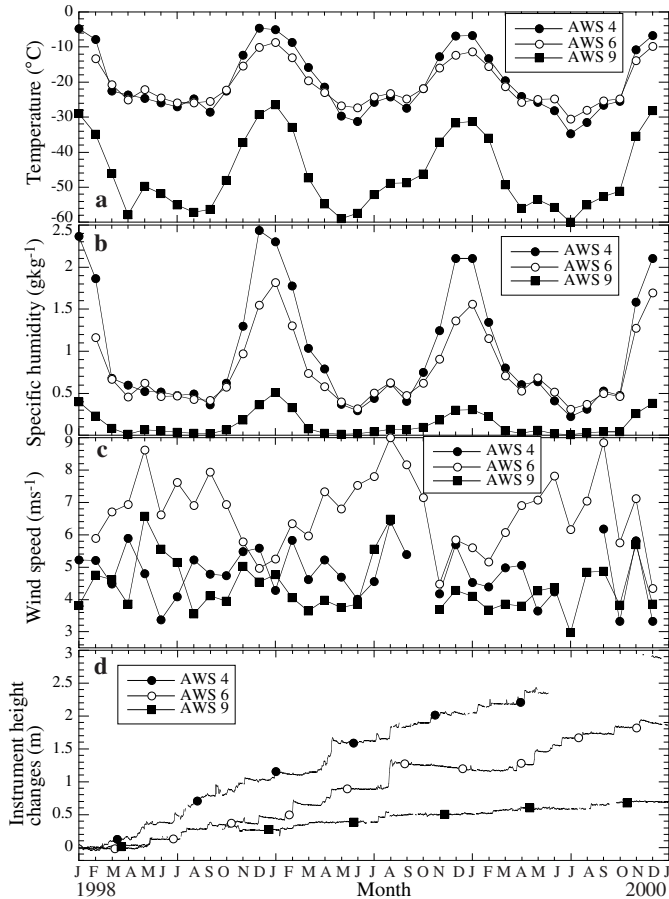 0
-10
-20
-30
-40
-50
-60
Temperature (°C)
a
AWS 4
AWS 6
AWS 9
2.5
2
1.5
1
0.5
0
Specific humidity (gkg-1)
b
AWS 4
AWS 6
AWS 9
9
8
7
6
5
4
3
Wind speed (ms-1)
c
AWS 4
AWS 6
AWS 9
3
2.5
2
1.5
1
0.5
0
Instrument height
changes (m)
d
AWS 4
AWS 6
AWS 9
J F M A M J J A S O N D J F M A M J J A S O N D J F M A M J J A S O N D J
1998 Month 2000